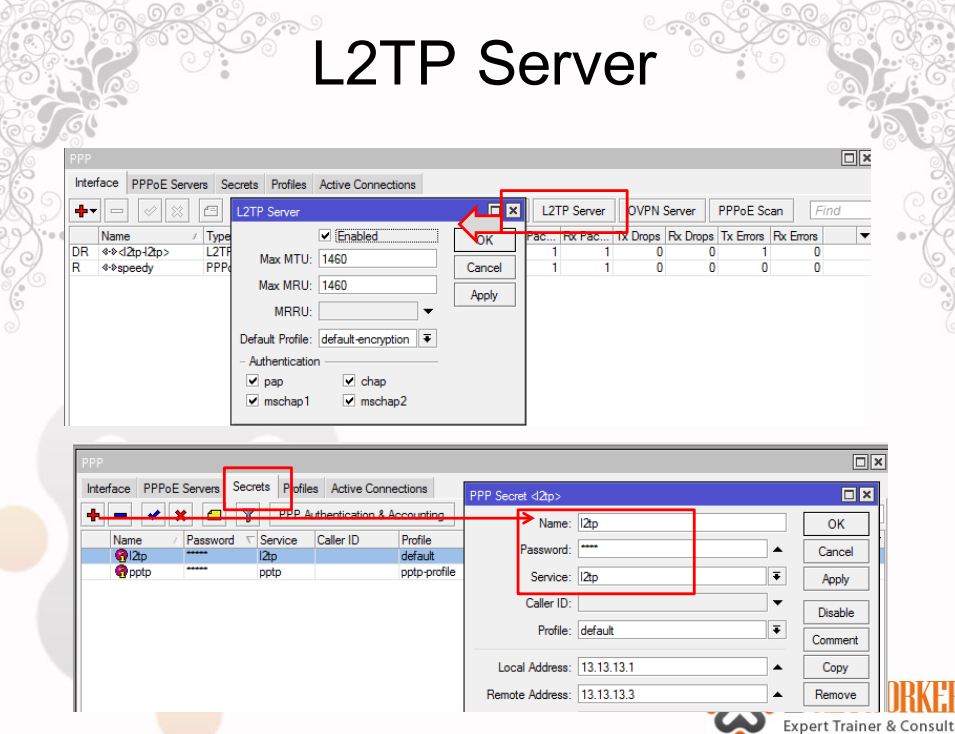 L2TP Server
PPP
Interface PPPoE Servers Secrets Profiles Active Connections
L2TP Server OVPN Server PPPoE Scan Find
Name Type Pac... Rx Pac... Tx Drops Rx Drops Tx Errors Rx Errors
DR <l2tp-l2tp> L2TP 1 1 0 0 1 0
R speedy 1 1 0 0 0 0
L2TP Server
Enabled
Max MTU: 1460
Max MRU: 1460
MRRU:
Default Profile: default-encryption
Authentication
pap chap
mschap1 mschap2
OK
Cancel
Apply
PPP
Interface PPPoE Servers Secrets Profiles Active Connections
PPP Authentication & Accounting
Name Password Service Caller ID Profile
l2tp ***** l2tp default
pptp ***** pptp pptp-profile
PPP Secret <l2tp>
Name: l2tp
Password: ****
Service: l2tp
Caller ID:
Profile: default
Local Address: 13.13.13.1
Remote Address: 13.13.13.3
OK
Cancel
Apply
Disable
Comment
Copy
Remove
Expert Trainer & Consult